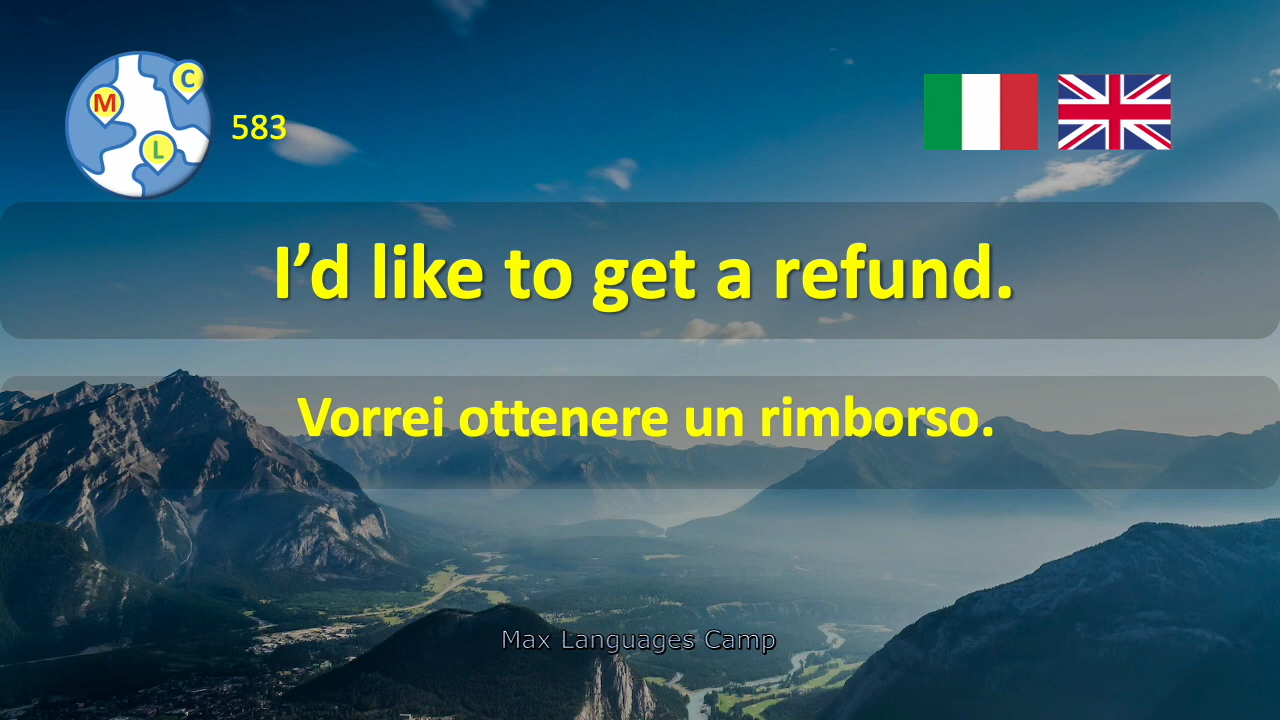 M
C
L
583
I’d like to get a refund.
Vorrei ottenere un rimborso.
Max Languages Camp